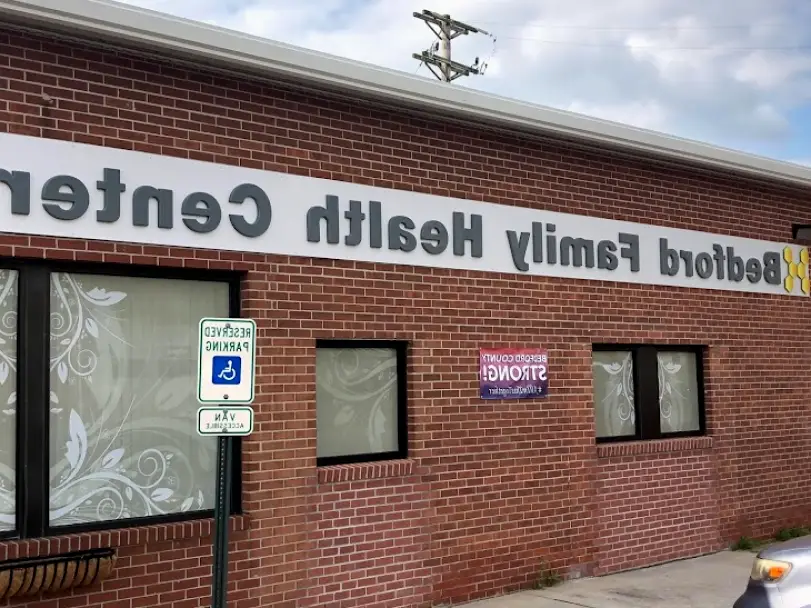 Bedford Family Health Center
RESERVED
PARKING
VAN
ACCESSIBLE
BEDFORD COUNTY
STRONG!